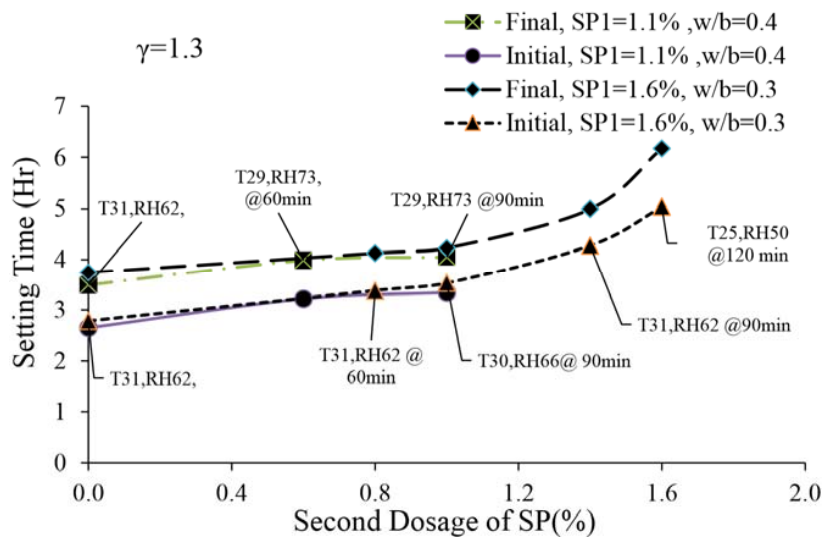 γ=1.3
Final, SP1=1.1% ,w/b=0.4
Initial, SP1=1.1% ,w/b=0.4
Final, SP1=1.6%, w/b=0.3
Initial, SP1=1.6%, w/b=0.3
Setting Time (Hr)
7
6
5
4
3
2
1
0
T31,RH62,
T29,RH73,
@60min
T29,RH73 @90min
T25,RH50
@120 min
T31,RH62 @90min
T31,RH62 @
60min
T30,RH66@ 90min
T31,RH62,
0.0
0.4
0.8
1.2
1.6
2.0
Second Dosage of SP(%)